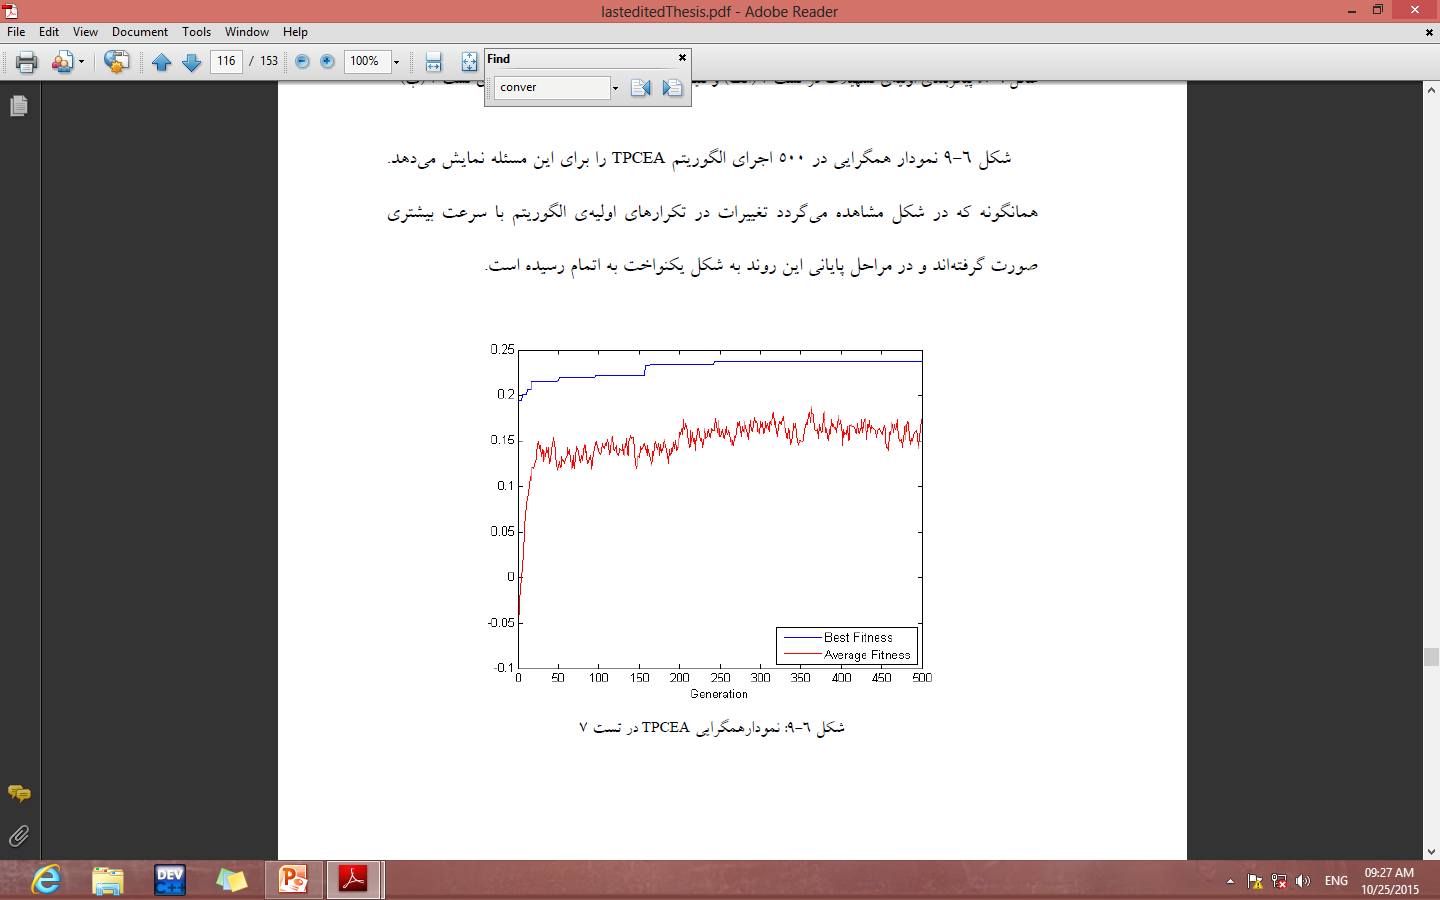 lasteditedThesis.pdf - Adobe Reader
File Edit View Document Tools Window Help
116 / 153 100%
Find
conver
شکل ٦-٩ نمودار همگرایی در ٥٠٠ اجرای الگوریتم TPCEA را برای این مسئله نمایش می‌دهد.
همانگونه که در شکل مشاهده می‌گردد تغییرات در تکرارهای اولیه‌ی الگوریتم با سرعت بیشتری
صورت گرفته‌اند و در مراحل پایانی این روند به شکل یکنواخت به اتمام رسیده است.
0.25
0.2
0.15
0.1
0.05
0
-0.05
-0.1
Best Fitness
Average Fitness
0 50 100 150 200 250 300 350 400 450 500
Generation
شکل ٦-٩: نمودارهمگرایی TPCEA در تست ٧
DEV C++
ENG
09:27 AM
10/25/2015